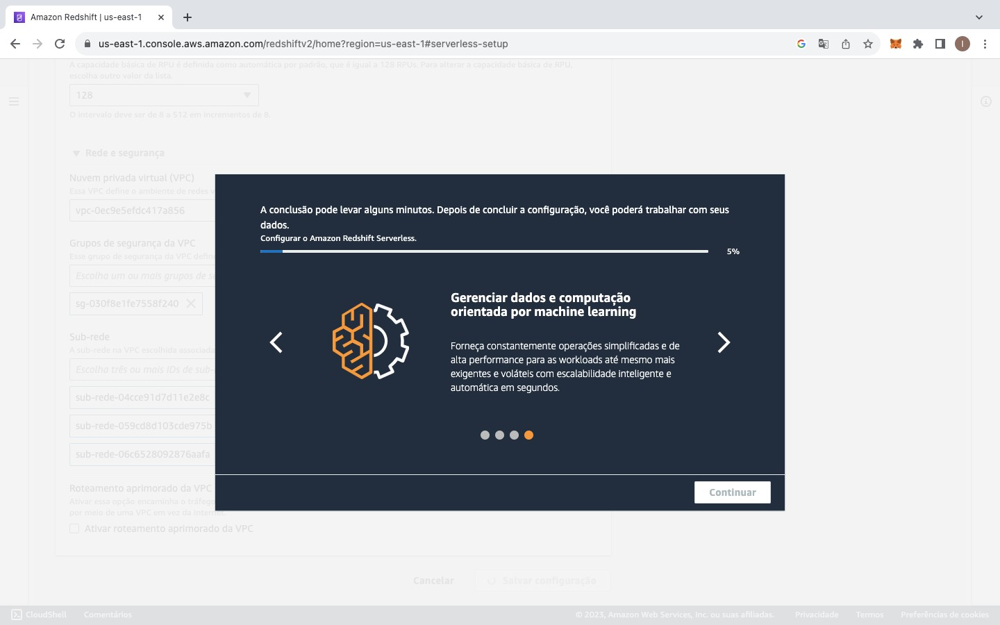 Amazon Redshift | us-east-1
us-east-1.console.aws.amazon.com/redshiftv2/home?region=us-east-1#serverless-setup
I
A capacidade básica de RPU é definida como automática por padrão, que é igual a 128 RPUs. Para alterar a capacidade básica de RPU,
escolha outro valor da lista.
128
O intervalo deve ser de 8 a 512 em incrementos de 8.
Rede e segurança
Nuvem privada virtual (VPC)
Essa VPC define o ambiente de redes v
vpc-0ec9e5efdc417a856
Grupos de segurança da VPC
Esse grupo de segurança da VPC define
Escolha um ou mais grupos de se
sg-030f8e1fe7558f240
Sub-rede
A sub-rede na VPC escolhida associada
Escolha três ou mais IDs de sub-
sub-rede-04cce91d7d11e2e8c
sub-rede-059cd8d103cde975b
sub-rede-06c6528092876aafa
Roteamento aprimorado da VPC
Ativar essa opção encaminha o tráfego
por meio de uma VPC em vez da Internet.
Ativar roteamento aprimorado da VPC
A conclusão pode levar alguns minutos. Depois de concluir a configuração, você poderá trabalhar com seus
dados.
Configurar o Amazon Redshift Serverless.
5%
Gerenciar dados e computação
orientada por machine learning
Forneça constantemente operações simplificadas e de
alta performance para as workloads até mesmo mais
exigentes e voláteis com escalabilidade inteligente e
automática em segundos.
Continuar
Cancelar
Salvar configuração
CloudShell
Comentários
© 2023, Amazon Web Services, Inc. ou suas afiliadas.
Privacidade
Termos
Preferências de cookies